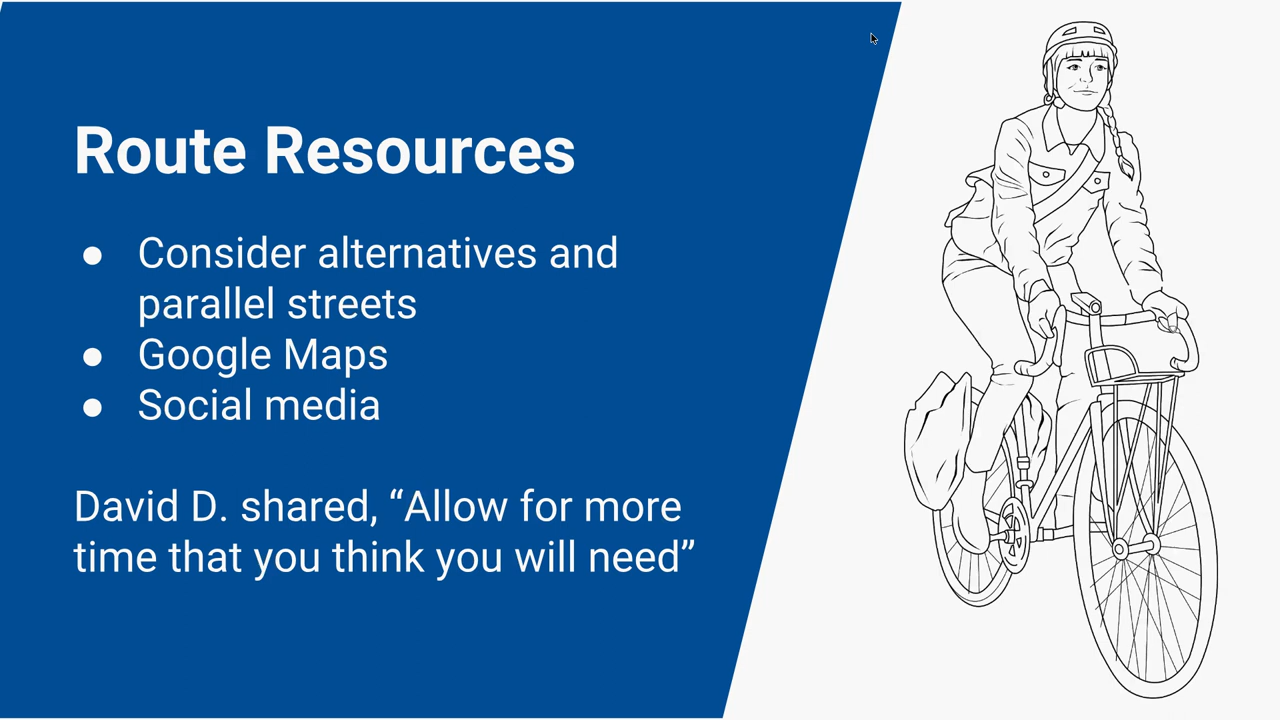 Route Resources
● Consider alternatives and
parallel streets
● Google Maps
● Social media
David D. shared, “Allow for more
time that you think you will need”